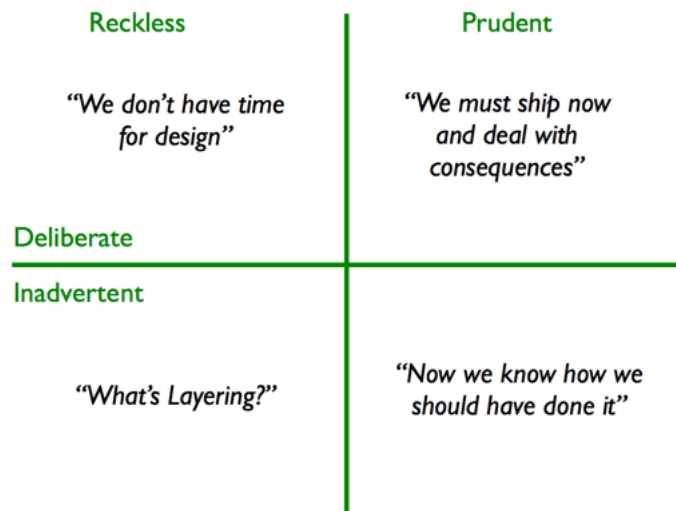 Reckless
Prudent
“We don’t have time
for design”
“We must ship now
and deal with
consequences”
Deliberate
Inadvertent
“What’s Layering?”
“Now we know how we
should have done it”